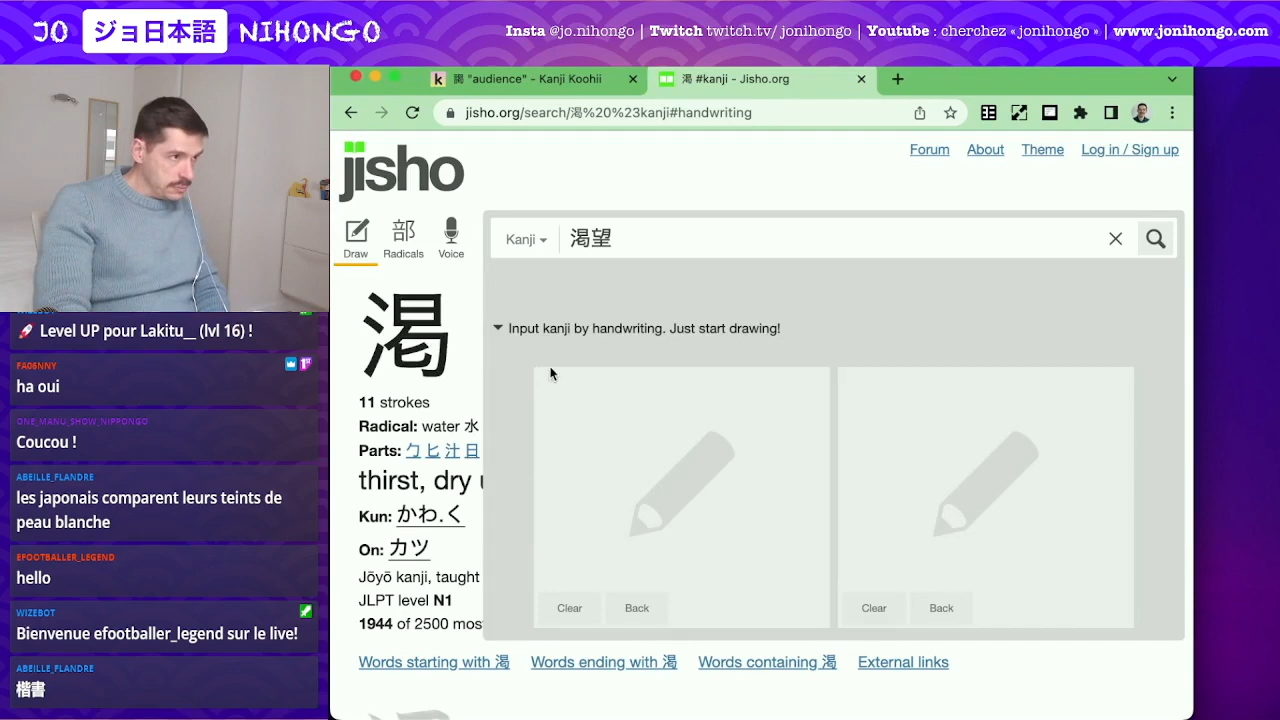 JO ジョ日本語 NIHONGO
Insta @jo.nihongo | Twitch twitch.tv/jonihongo | Youtube : cherchez « jonihongo » | www.jonihongo.com
"audience" - Kanji Koohii
渇 #kanji - Jisho.org
jisho.org/search/渇%20%23kanji#handwriting
jisho
Forum
About
Theme
Log in / Sign up
Draw
部
Radicals
Voice
Kanji
渇望
Input kanji by handwriting. Just start drawing!
Clear
Back
Clear
Back
渇
11 strokes
Radical: water 水
Parts: 勹 ヒ 汁 日
thirst, dry u
Kun: かわ.く
On: カツ
Jōyō kanji, taught
JLPT level N1
1944 of 2500 mos
Words starting with 渇
Words ending with 渇
Words containing 渇
External links
Level UP pour Lakitu__ (lvl 16) !
FA06NNY
ha oui
ONE_MANU_SHOW_NIPPONGO
Coucou !
ABEILLE_FLANDRE
les japonais comparent leurs teints de
peau blanche
EFOOTBALLER_LEGEND
hello
WIZEBOT
Bienvenue efootballer_legend sur le live!
ABEILLE_FLANDRE
楷書